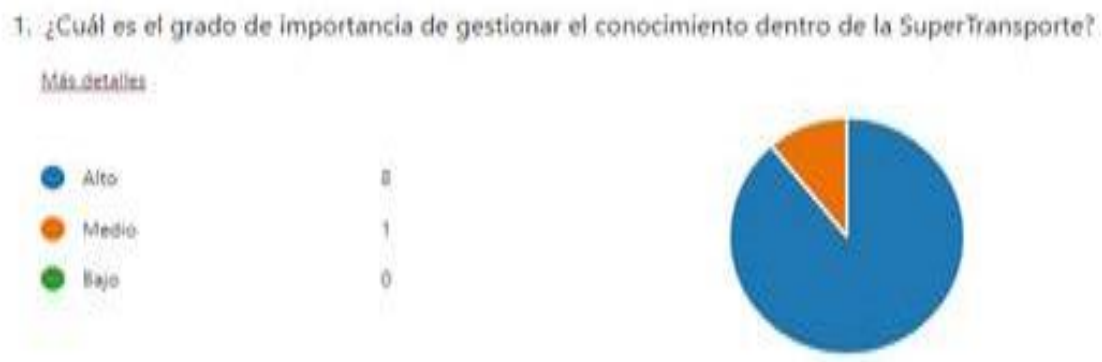 1. ¿Cuál es el grado de importancia de gestionar el conocimiento dentro de la SuperTransporte?
Más detalles
Alto 8
Medio 1
Bajo 0